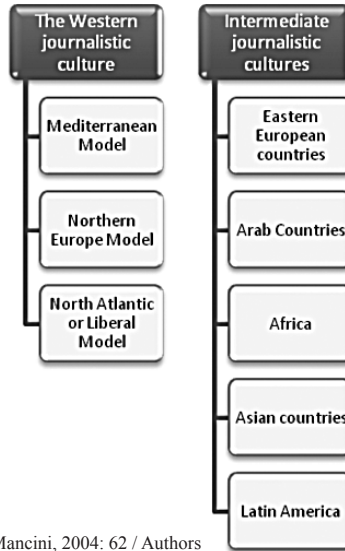 The Western
journalistic
culture
Mediterranean
Model
Northern
Europe Model
North Atlantic
or Liberal
Model
Intermediate
journalistic
cultures
Eastern
European
countries
Arab Countries
Africa
Asian countries
Latin America
Mancini, 2004: 62 / Authors